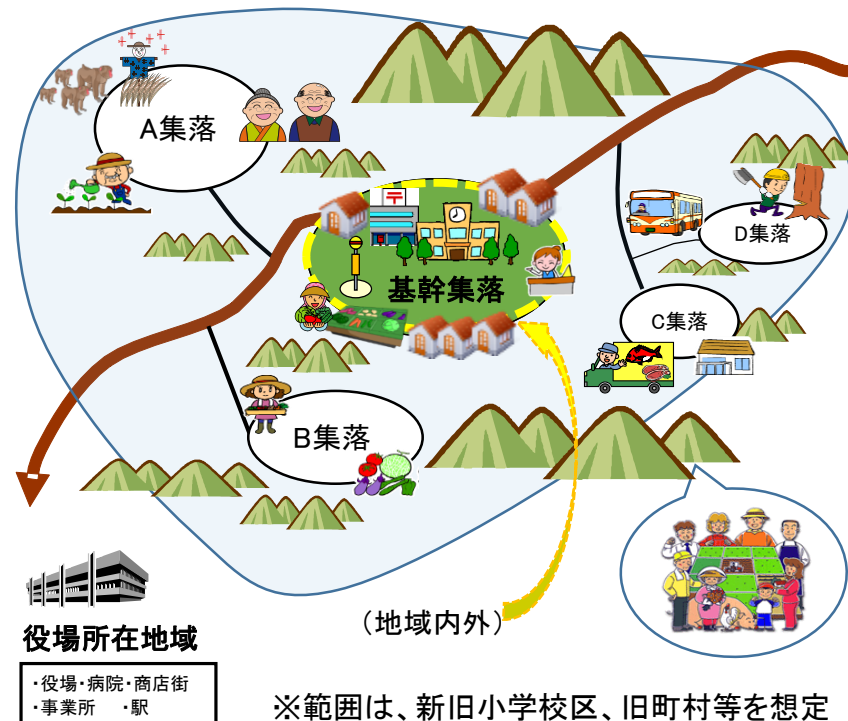 A集落
〒
D集落
基幹集落
C集落
B集落
(地域内外)
役場所在地域
・役場・病院・商店街
・事業所 ・駅
※範囲は、新旧小学校区、旧町村等を想定